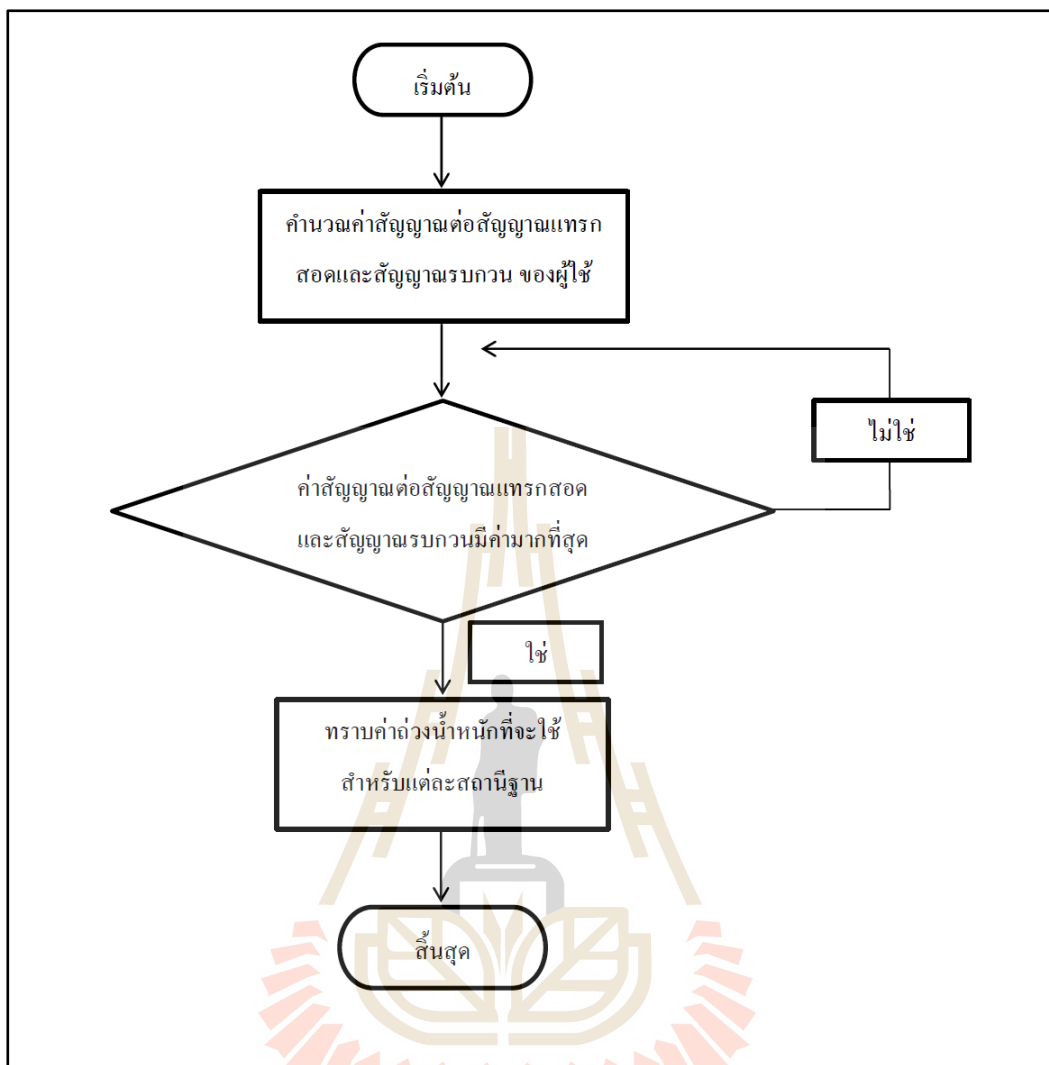 เริ่มต้น
คำนวณค่าสัญญาณต่อสัญญาณแทรก
สอดและสัญญาณรบกวน ของผู้ใช้
ไม่ใช่
ค่าสัญญาณต่อสัญญาณแทรกสอด
และสัญญาณรบกวนมีค่ามากที่สุด
ใช่
ทราบค่าถ่วงน้ำหนักที่จะใช้
สำหรับแต่ละสถานีฐาน
สิ้นสุด